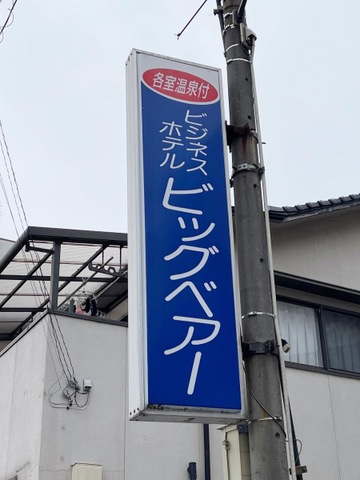 各室温泉付
ビジネス
ホテル
ビッグベアー